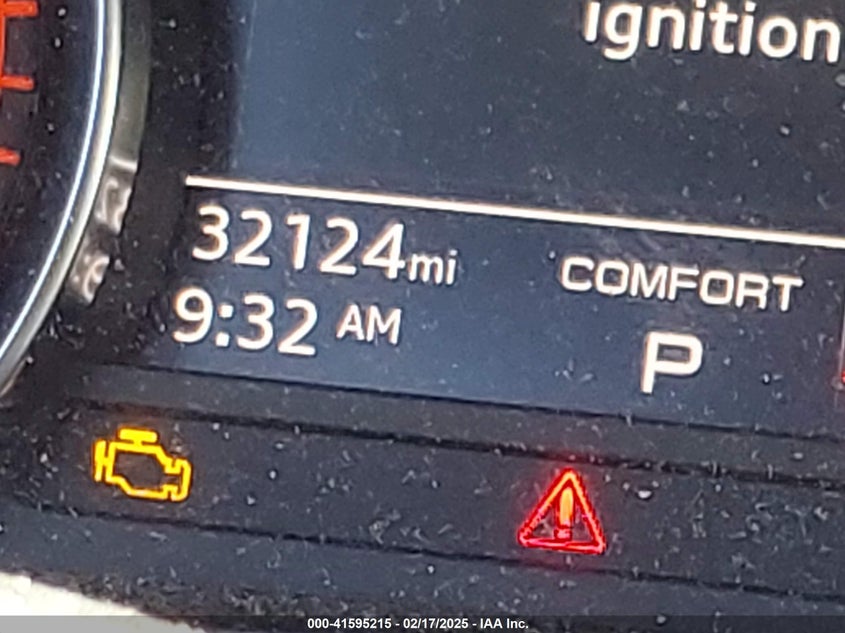 ignition
32124mi
COMFORT
9:32 AM
P
000-41595215 - 02/17/2025 - IAA Inc.